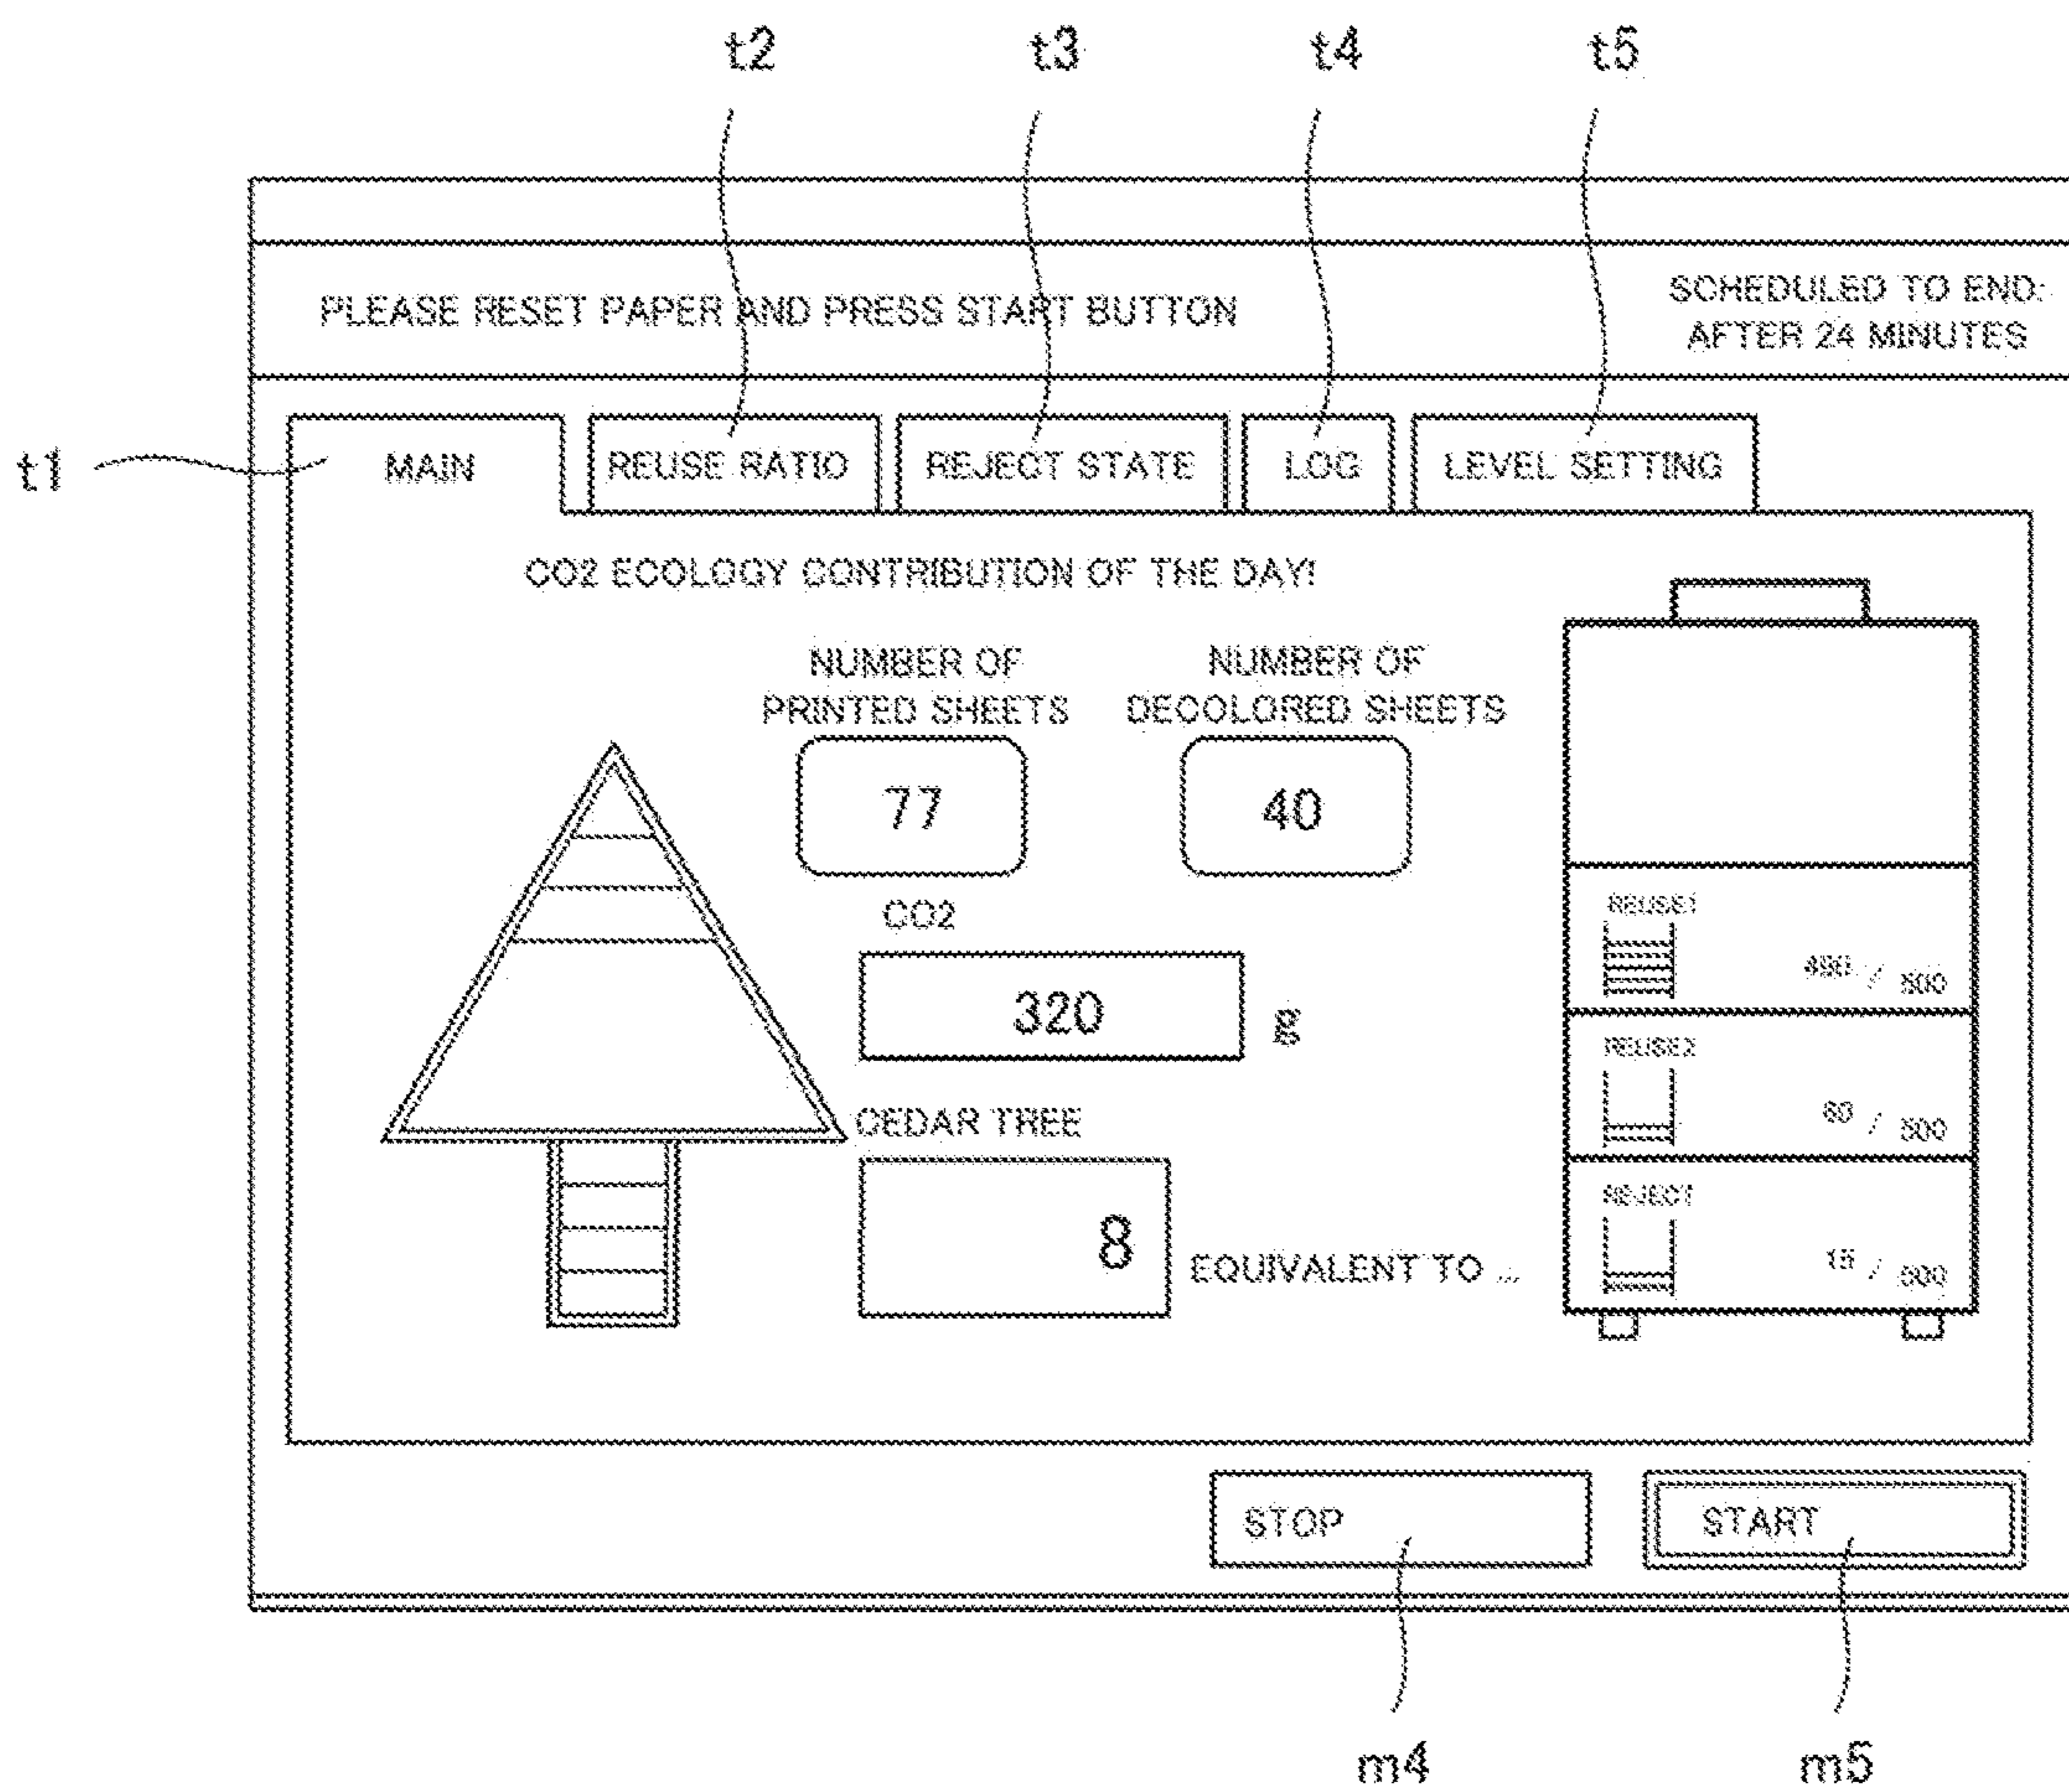 t2 t3 t4 t5
PLEASE RESET PAPER AND PRESS START BUTTON
SCHEDULED TO END:
AFTER 24 MINUTES
t1
MAIN REUSE RATIO REJECT STATE LOG LEVEL SETTING
CO2 ECOLOGY CONTRIBUTION OF THE DAY!
NUMBER OF
PRINTED SHEETS
77
NUMBER OF
DECOLORED SHEETS
40
CO2
320 g
CEDAR TREE
8 EQUIVALENT TO ...
REUSE1
/ 500
REUSE2
60 / 500
REJECT
15 / 500
STOP START
m4 m5